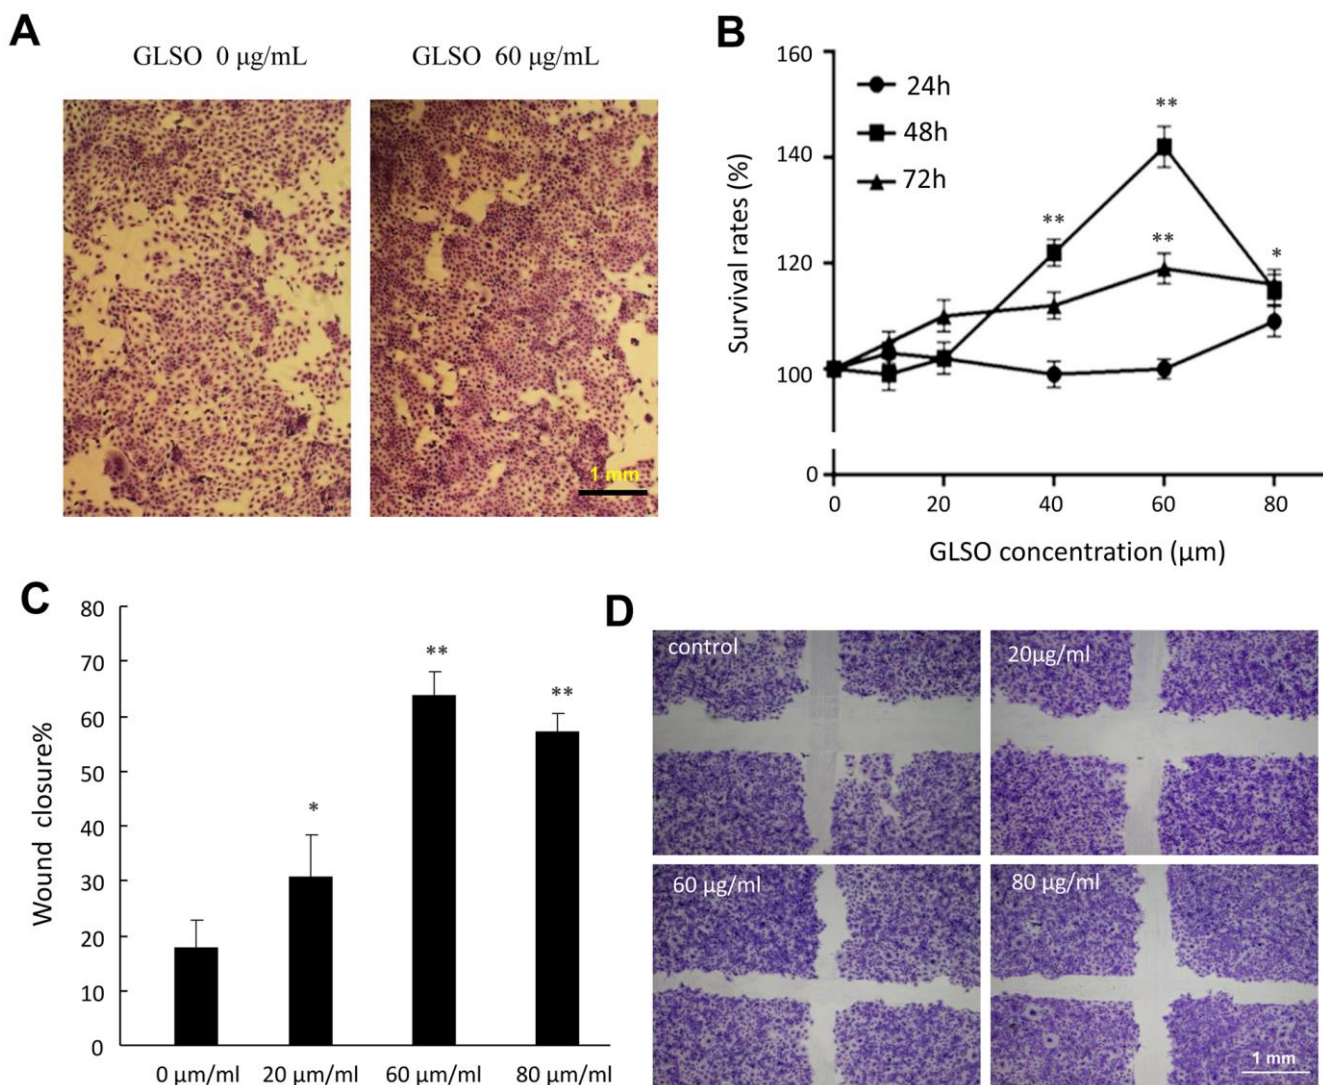 A
GLSO 0 μg/mL
GLSO 60 μg/mL
1 mm
B
160
140
120
100
0
Survival rates (%)
24h
48h
72h
**
**
**
*
0 20 40 60 80
GLSO concentration (μm)
C
80
70
60
50
40
30
20
10
0
Wound closure%
*
**
**
0 μm/ml 20 μm/ml 60 μm/ml 80 μm/ml
D
control
20μg/ml
60 μg/ml
80 μg/ml
1 mm